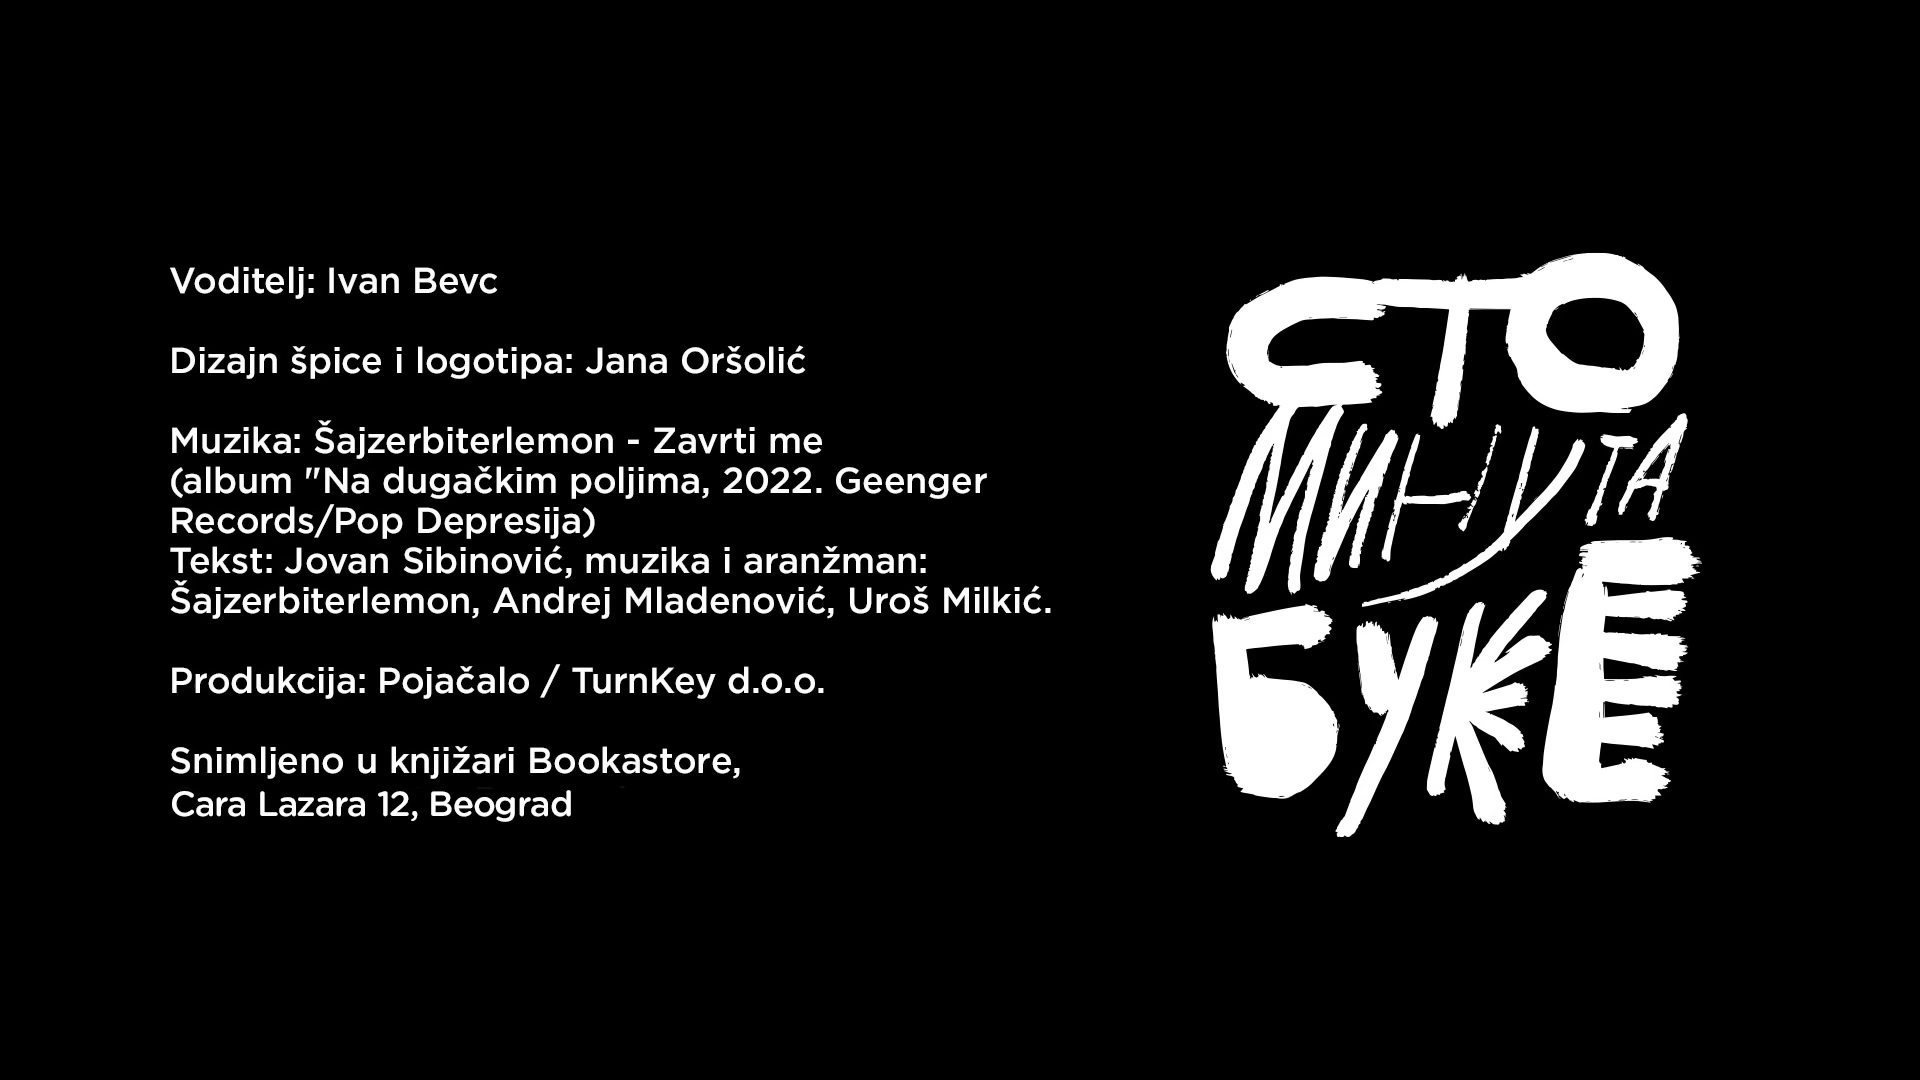 Voditelj: Ivan Bevc
Dizajn špice i logotipa: Jana Oršolić
Muzika: Šajzerbiterlemon - Zavrti me
(album "Na dugačkim poljima, 2022. Geenger
Records/Pop Depresija)
Tekst: Jovan Sibinović, muzika i aranžman:
Šajzerbiterlemon, Andrej Mladenović, Uroš Milkić.
Produkcija: Pojačalo / TurnKey d.o.o.
Snimljeno u knjižari Bookastore,
Cara Lazara 12, Beograd
СТО
МИНУТА
БУКЕ